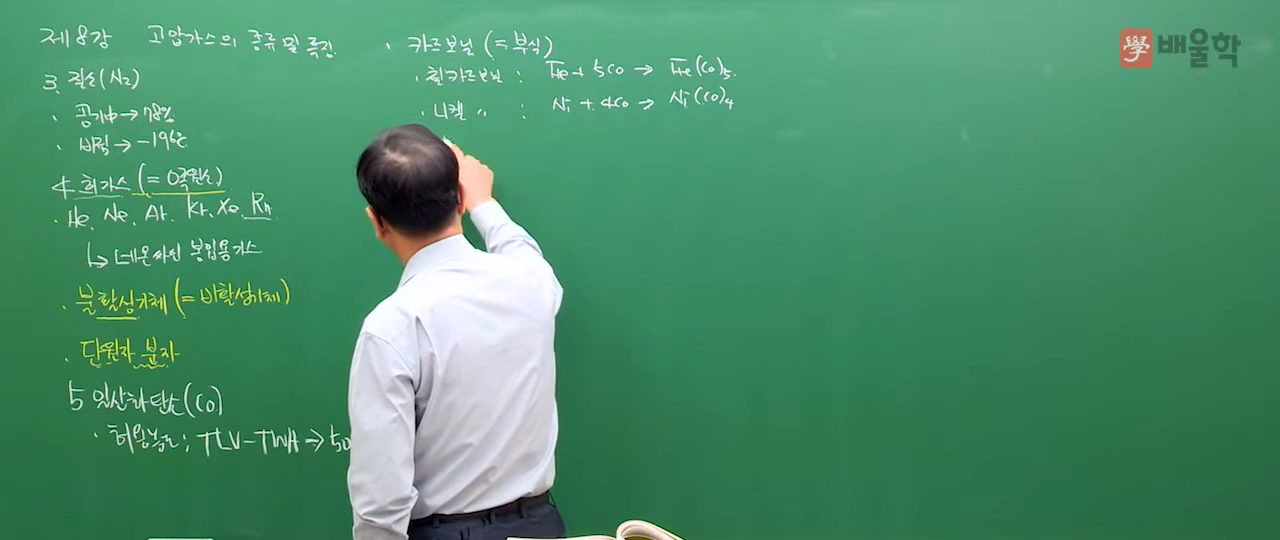 제8강 고압가스의 종류 및 특징
3. 질소(N₂)
· 공기中 → 78%
· 비점 → -196℃
4. 희가스 (= 0족원소)
· He, Ne, Ar, Kr, Xe, Rn
↳ 네온싸인 봉입용가스
· 불활성기체 (= 비활성기체)
· 단원자 분자
5 일산화탄소(CO)
· 허용농도 : TLV-TWA ⇒ 50
· 카르보닐 (= 부식)
· 철카르보닐 : Fe + 5CO → Fe(CO)₅.
· 니켈 〃 : Ni + 4CO → Ni(CO)₄
學 배울학